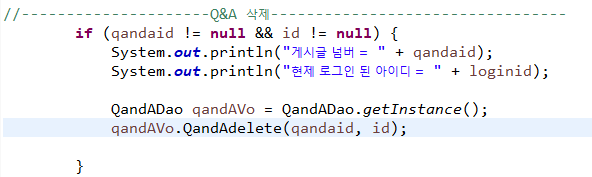 //---------------------Q&A 삭제-------------------------------
if (qandaid != null && id != null) {
System.out.println("게시글 넘버 = " + qandaid);
System.out.println("현제 로그인 된 아이디 = " + loginid);
QandADao qandAVo = QandADao.getInstance();
qandAVo.QandAdelete(qandaid, id);
}